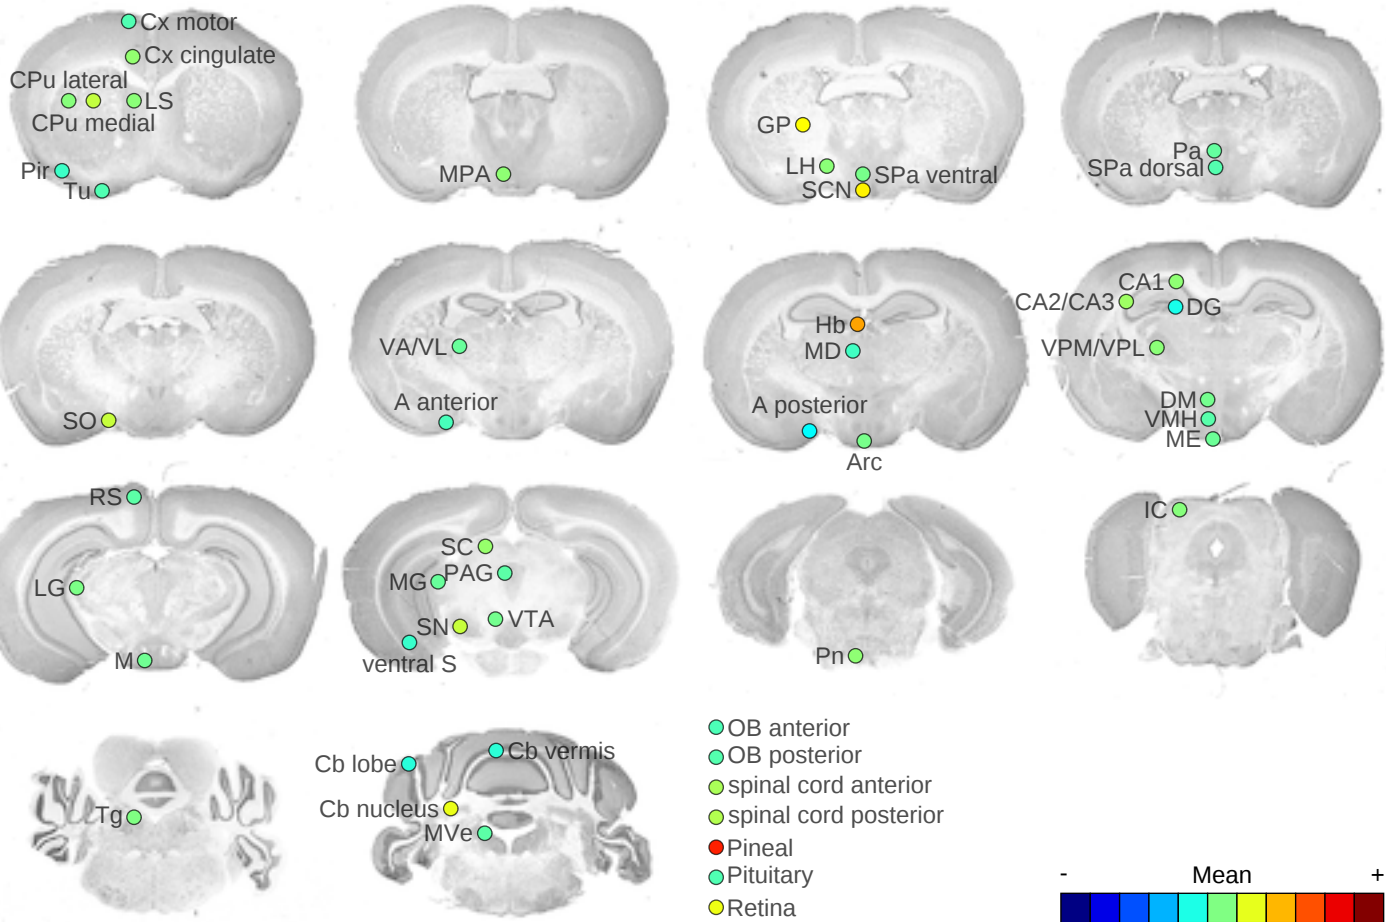 Cx motor
Cx cingulate
CPu lateral
LS
CPu medial
Pir
Tu
MPA
GP
LH
SPa ventral
SCN
Pa
SPa dorsal
SO
VA/VL
A anterior
Hb
MD
A posterior
Arc
CA1
CA2/CA3
DG
VPM/VPL
DM
VMH
ME
RS
LG
M
SC
MG
PAG
SN
VTA
ventral S
Pn
IC
Tg
Cb lobe
Cb vermis
Cb nucleus
MVe
OB anterior
OB posterior
spinal cord anterior
spinal cord posterior
Pineal
Pituitary
Retina
- Mean +